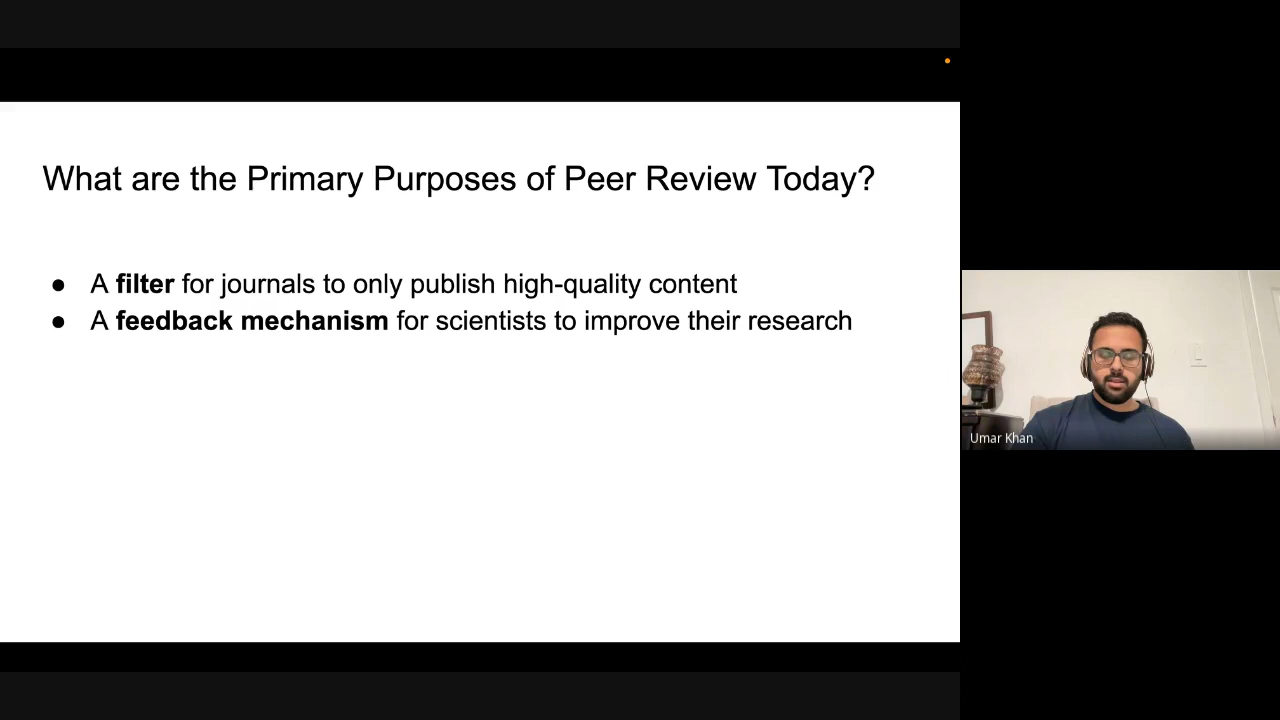 What are the Primary Purposes of Peer Review Today?
● A filter for journals to only publish high-quality content
● A feedback mechanism for scientists to improve their research
Umar Khan